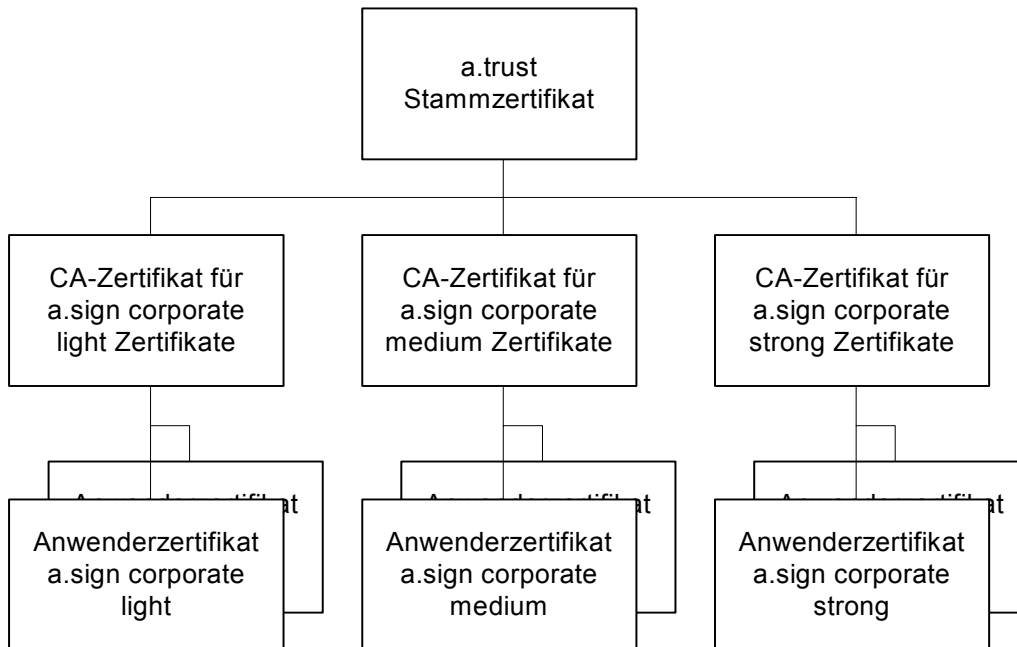 a.trust
Stammzertifikat
CA-Zertifikat für
a.sign corporate
light Zertifikate
CA-Zertifikat für
a.sign corporate
medium Zertifikate
CA-Zertifikat für
a.sign corporate
strong Zertifikate
Anwenderzertifikat
a.sign corporate
light
Anwenderzertifikat
a.sign corporate
medium
Anwenderzertifikat
a.sign corporate
strong